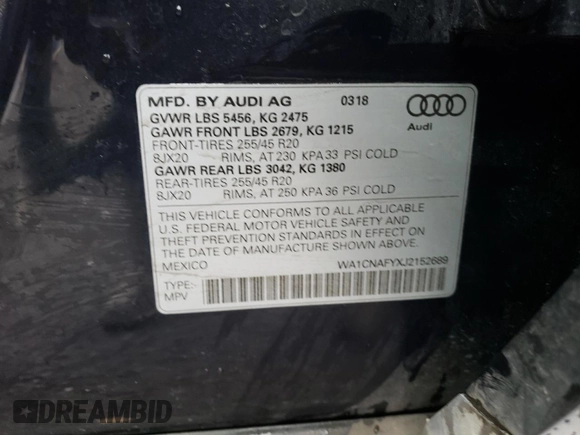 MFD. BY AUDI AG 0318
GVWR LBS 5456, KG 2475
GAWR FRONT LBS 2679, KG 1215
FRONT-TIRES 255/45 R20
8JX20 RIMS, AT 230 KPA 33 PSI COLD
GAWR REAR LBS 3042, KG 1380
REAR-TIRES 255/45 R20
8JX20 RIMS, AT 250 KPA 36 PSI COLD
Audi
THIS VEHICLE CONFORMS TO ALL APPLICABLE
U.S. FEDERAL MOTOR VEHICLE SAFETY AND
THEFT PREVENTION STANDARDS IN EFFECT ON
THE DATE OF MANUFACTURE SHOWN ABOVE.
MEXICO WA1CNAFYXJ2152689
TYPE:
MPV
DREAMBID